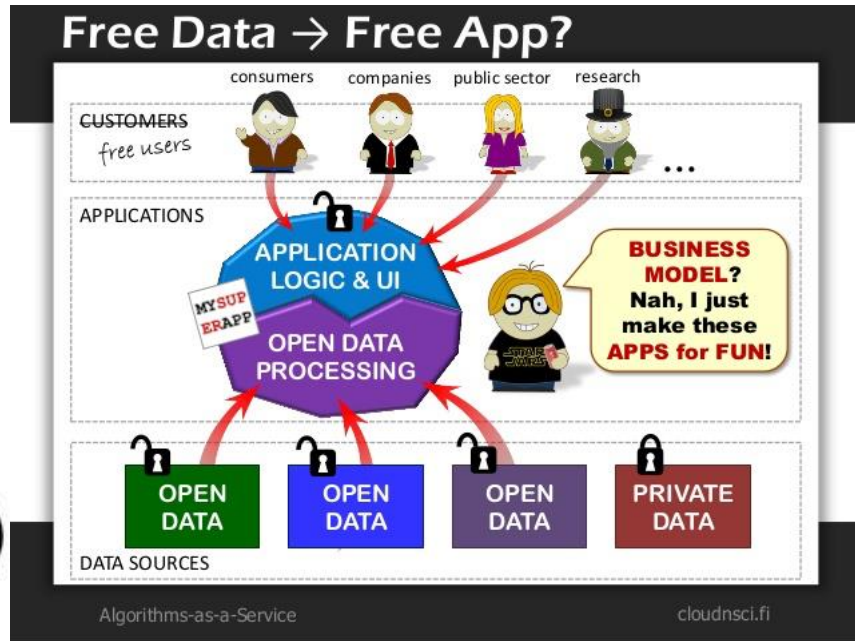 Free Data → Free App?
consumers companies public sector research
CUSTOMERS
free users
...
APPLICATIONS
APPLICATION
LOGIC & UI
MYSUP
ERAPP
OPEN DATA
PROCESSING
BUSINESS
MODEL?
Nah, I just
make these
APPS for FUN!
STAR
WARS
OPEN
DATA
OPEN
DATA
OPEN
DATA
PRIVATE
DATA
DATA SOURCES
Algorithms-as-a-Service
cloudnsci.fi